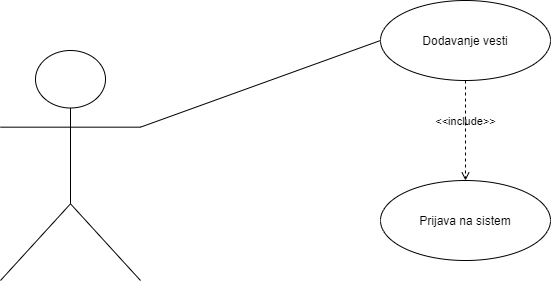 Dodavanje vesti
<<include>>
Prijava na sistem